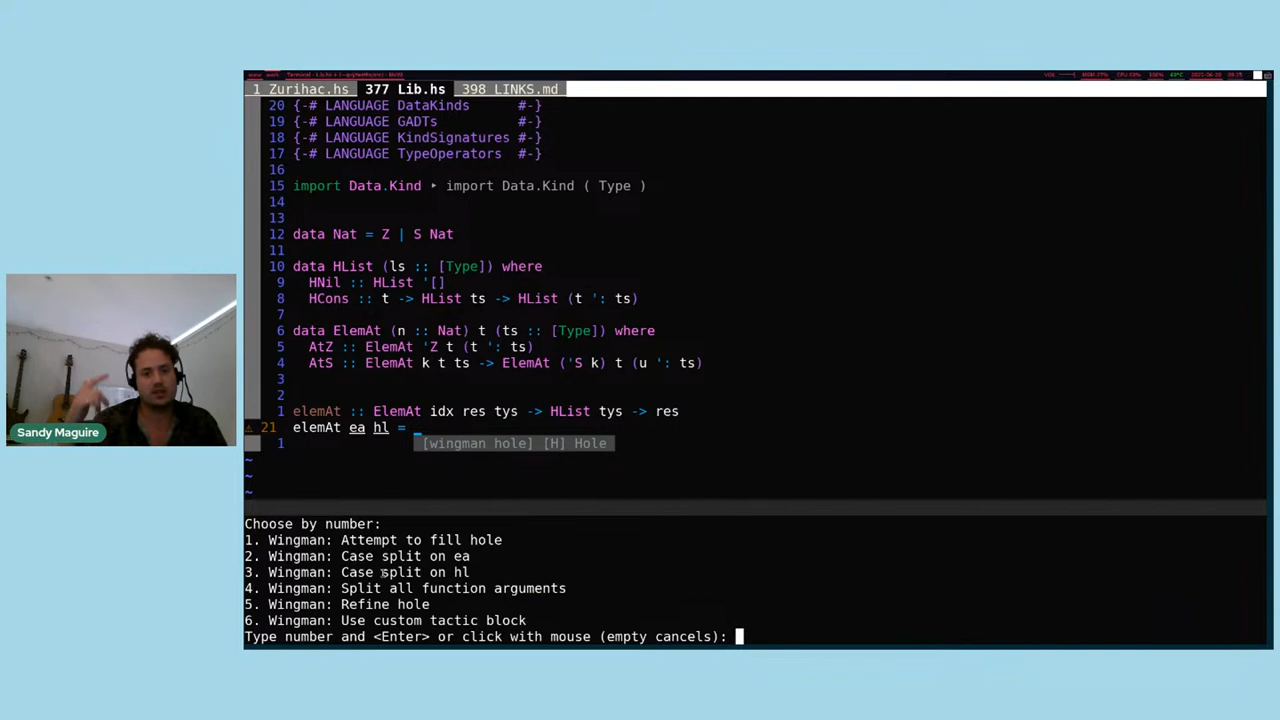 1 Zurihac.hs 377 Lib.hs 398 LINKS.md
20 {-# LANGUAGE DataKinds #-}
19 {-# LANGUAGE GADTs #-}
18 {-# LANGUAGE KindSignatures #-}
17 {-# LANGUAGE TypeOperators #-}
16
15 import Data.Kind ‣ import Data.Kind ( Type )
14
13
12 data Nat = Z | S Nat
11
10 data HList (ls :: [Type]) where
9 HNil :: HList '[]
8 HCons :: t -> HList ts -> HList (t ': ts)
7
6 data ElemAt (n :: Nat) t (ts :: [Type]) where
5 AtZ :: ElemAt 'Z t (t ': ts)
4 AtS :: ElemAt k t ts -> ElemAt ('S k) t (u ': ts)
3
2
1 elemAt :: ElemAt idx res tys -> HList tys -> res
⚠ 21 elemAt ea hl = _
1 [wingman hole] [H] Hole
~
~
~
Choose by number:
1. Wingman: Attempt to fill hole
2. Wingman: Case split on ea
3. Wingman: Case split on hl
4. Wingman: Split all function arguments
5. Wingman: Refine hole
6. Wingman: Use custom tactic block
Type number and <Enter> or click with mouse (empty cancels):
Sandy Maguire